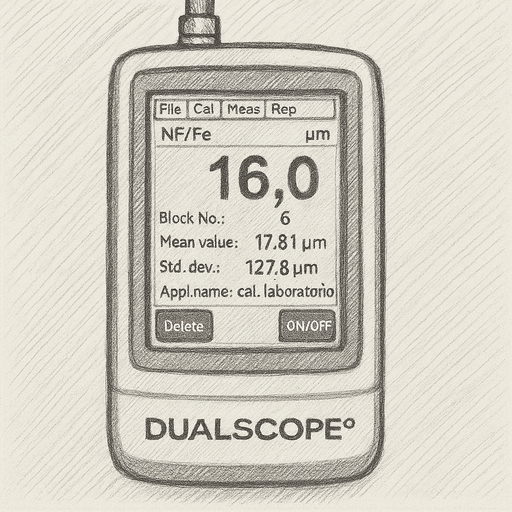 File Cal Meas Rep
NF/Fe µm
16,0
Block No.: 6
Mean value: 17.81 µm
Std. dev.: 127.8 µm
Appl.name: cal. laboratorio
Delete ON/OFF
DUALSCOPE°